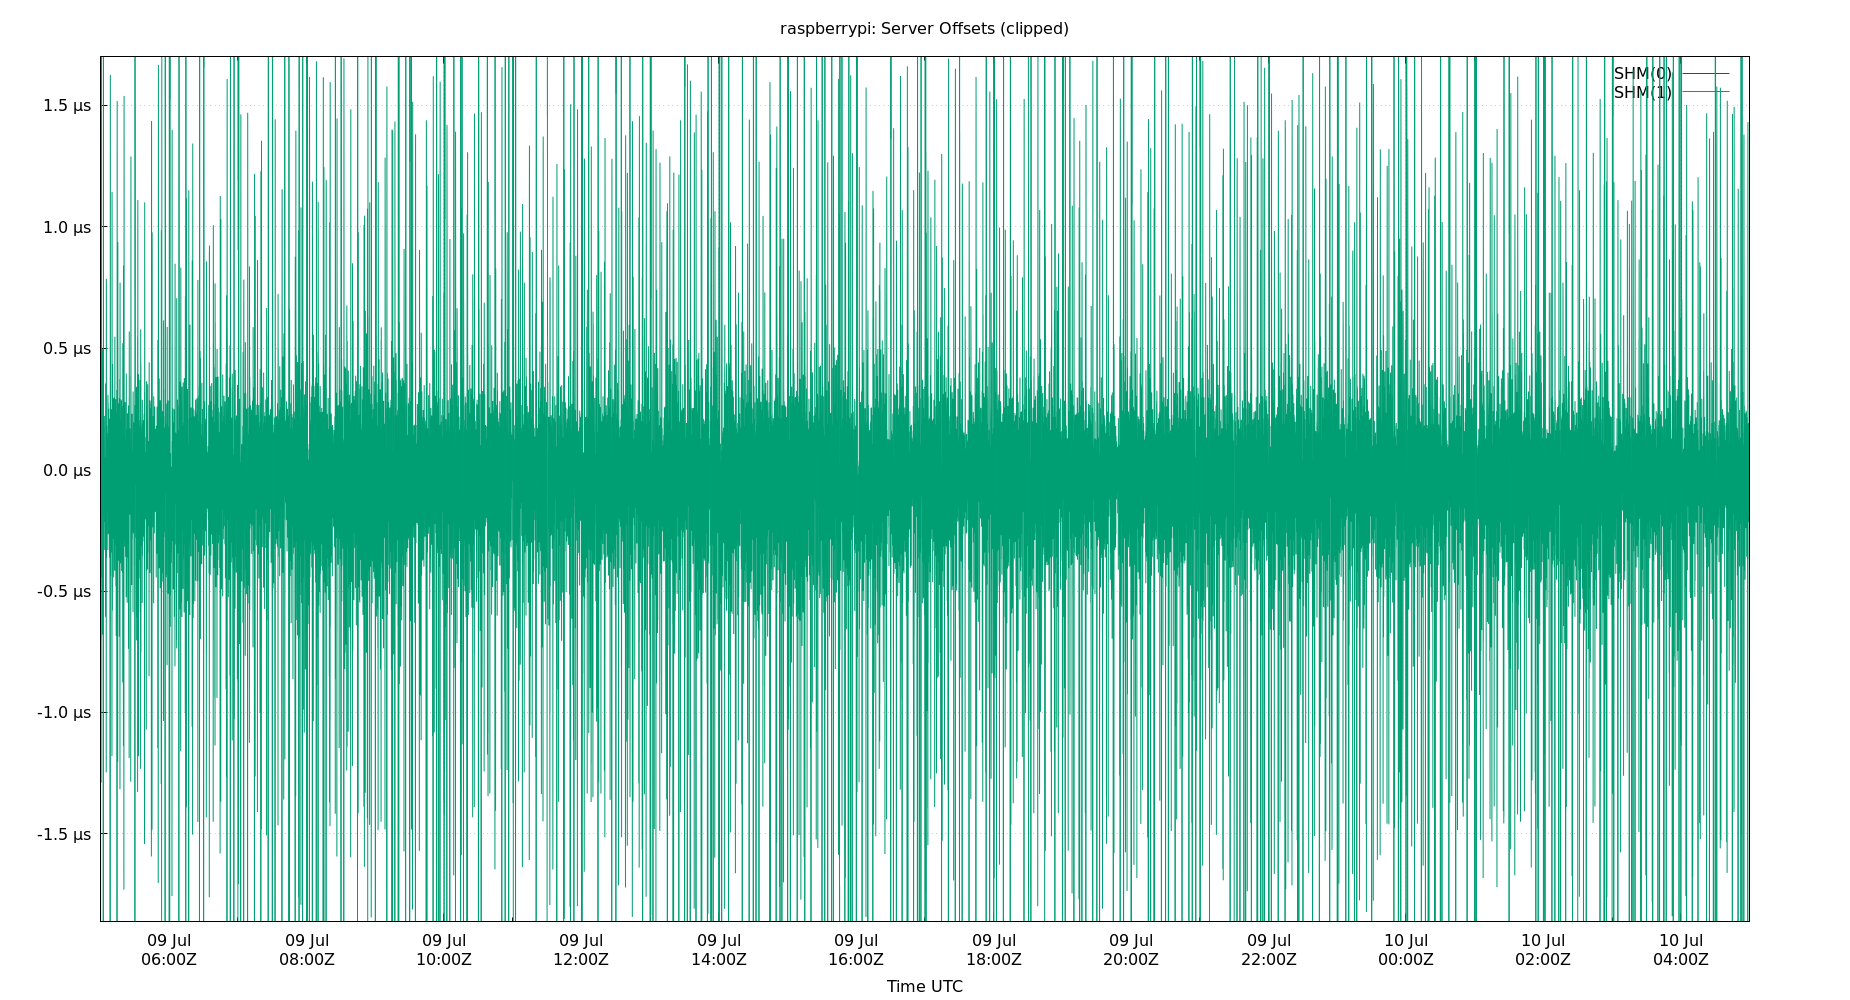 raspberrypi: Server Offsets (clipped)
SHM(0)
SHM(1)
1.5 µs
1.0 µs
0.5 µs
0.0 µs
-0.5 µs
-1.0 µs
-1.5 µs
09 Jul 09 Jul 09 Jul 09 Jul 09 Jul 09 Jul 09 Jul 09 Jul 09 Jul 10 Jul 10 Jul 10 Jul
06:00Z 08:00Z 10:00Z 12:00Z 14:00Z 16:00Z 18:00Z 20:00Z 22:00Z 00:00Z 02:00Z 04:00Z
Time UTC